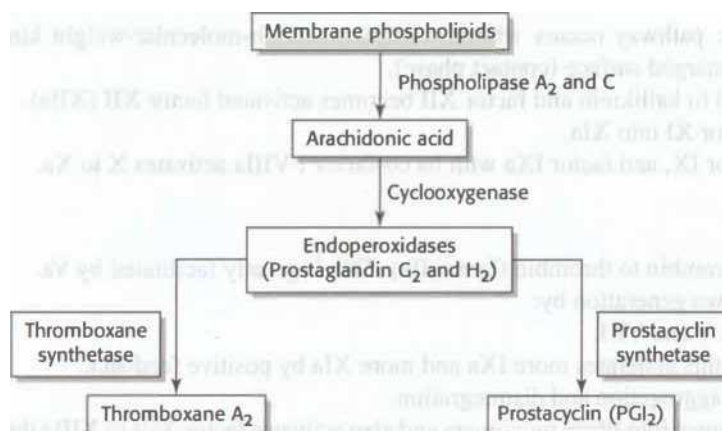 Membrane phospholipids
Phospholipase A₂ and C
Arachidonic acid
Cyclooxygenase
Endoperoxidases
(Prostaglandin G₂ and H₂)
Thromboxane
synthetase
Prostacyclin
synthetase
Thromboxane A₂
Prostacyclin (PGI₂)